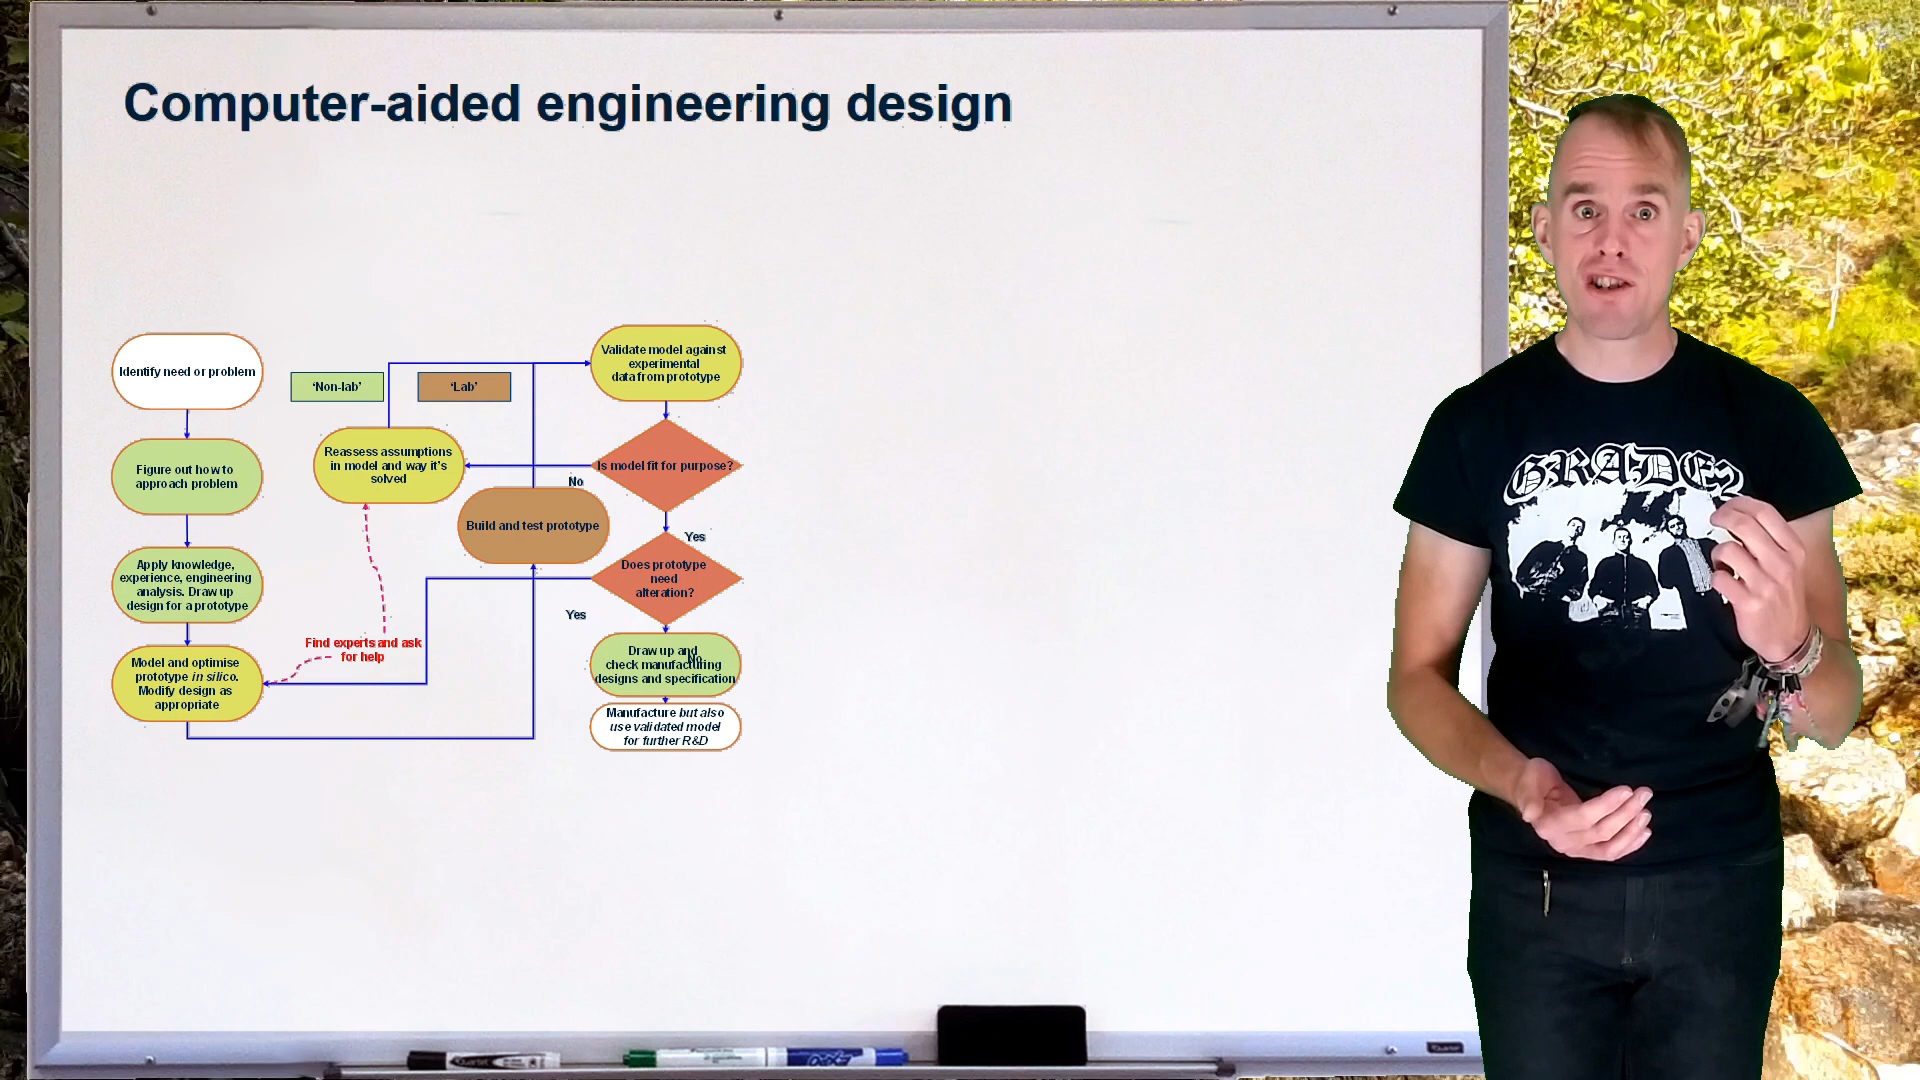 Computer-aided engineering design
Identify need or problem
Figure out how to
approach problem
Apply knowledge,
experience, engineering
analysis. Draw up
design for a prototype
Model and optimise
prototype in silico.
Modify design as
appropriate
'Non-lab'
'Lab'
Reassess assumptions
in model and way it's
solved
Find experts and ask
for help
Build and test prototype
Validate model against
experimental
data from prototype
Is model fit for purpose?
No
Yes
Does prototype
need
alteration?
Yes
No
Draw up and
check manufacturing
designs and specification
Manufacture but also
use validated model
for further R&D
GRADE2
Quartet